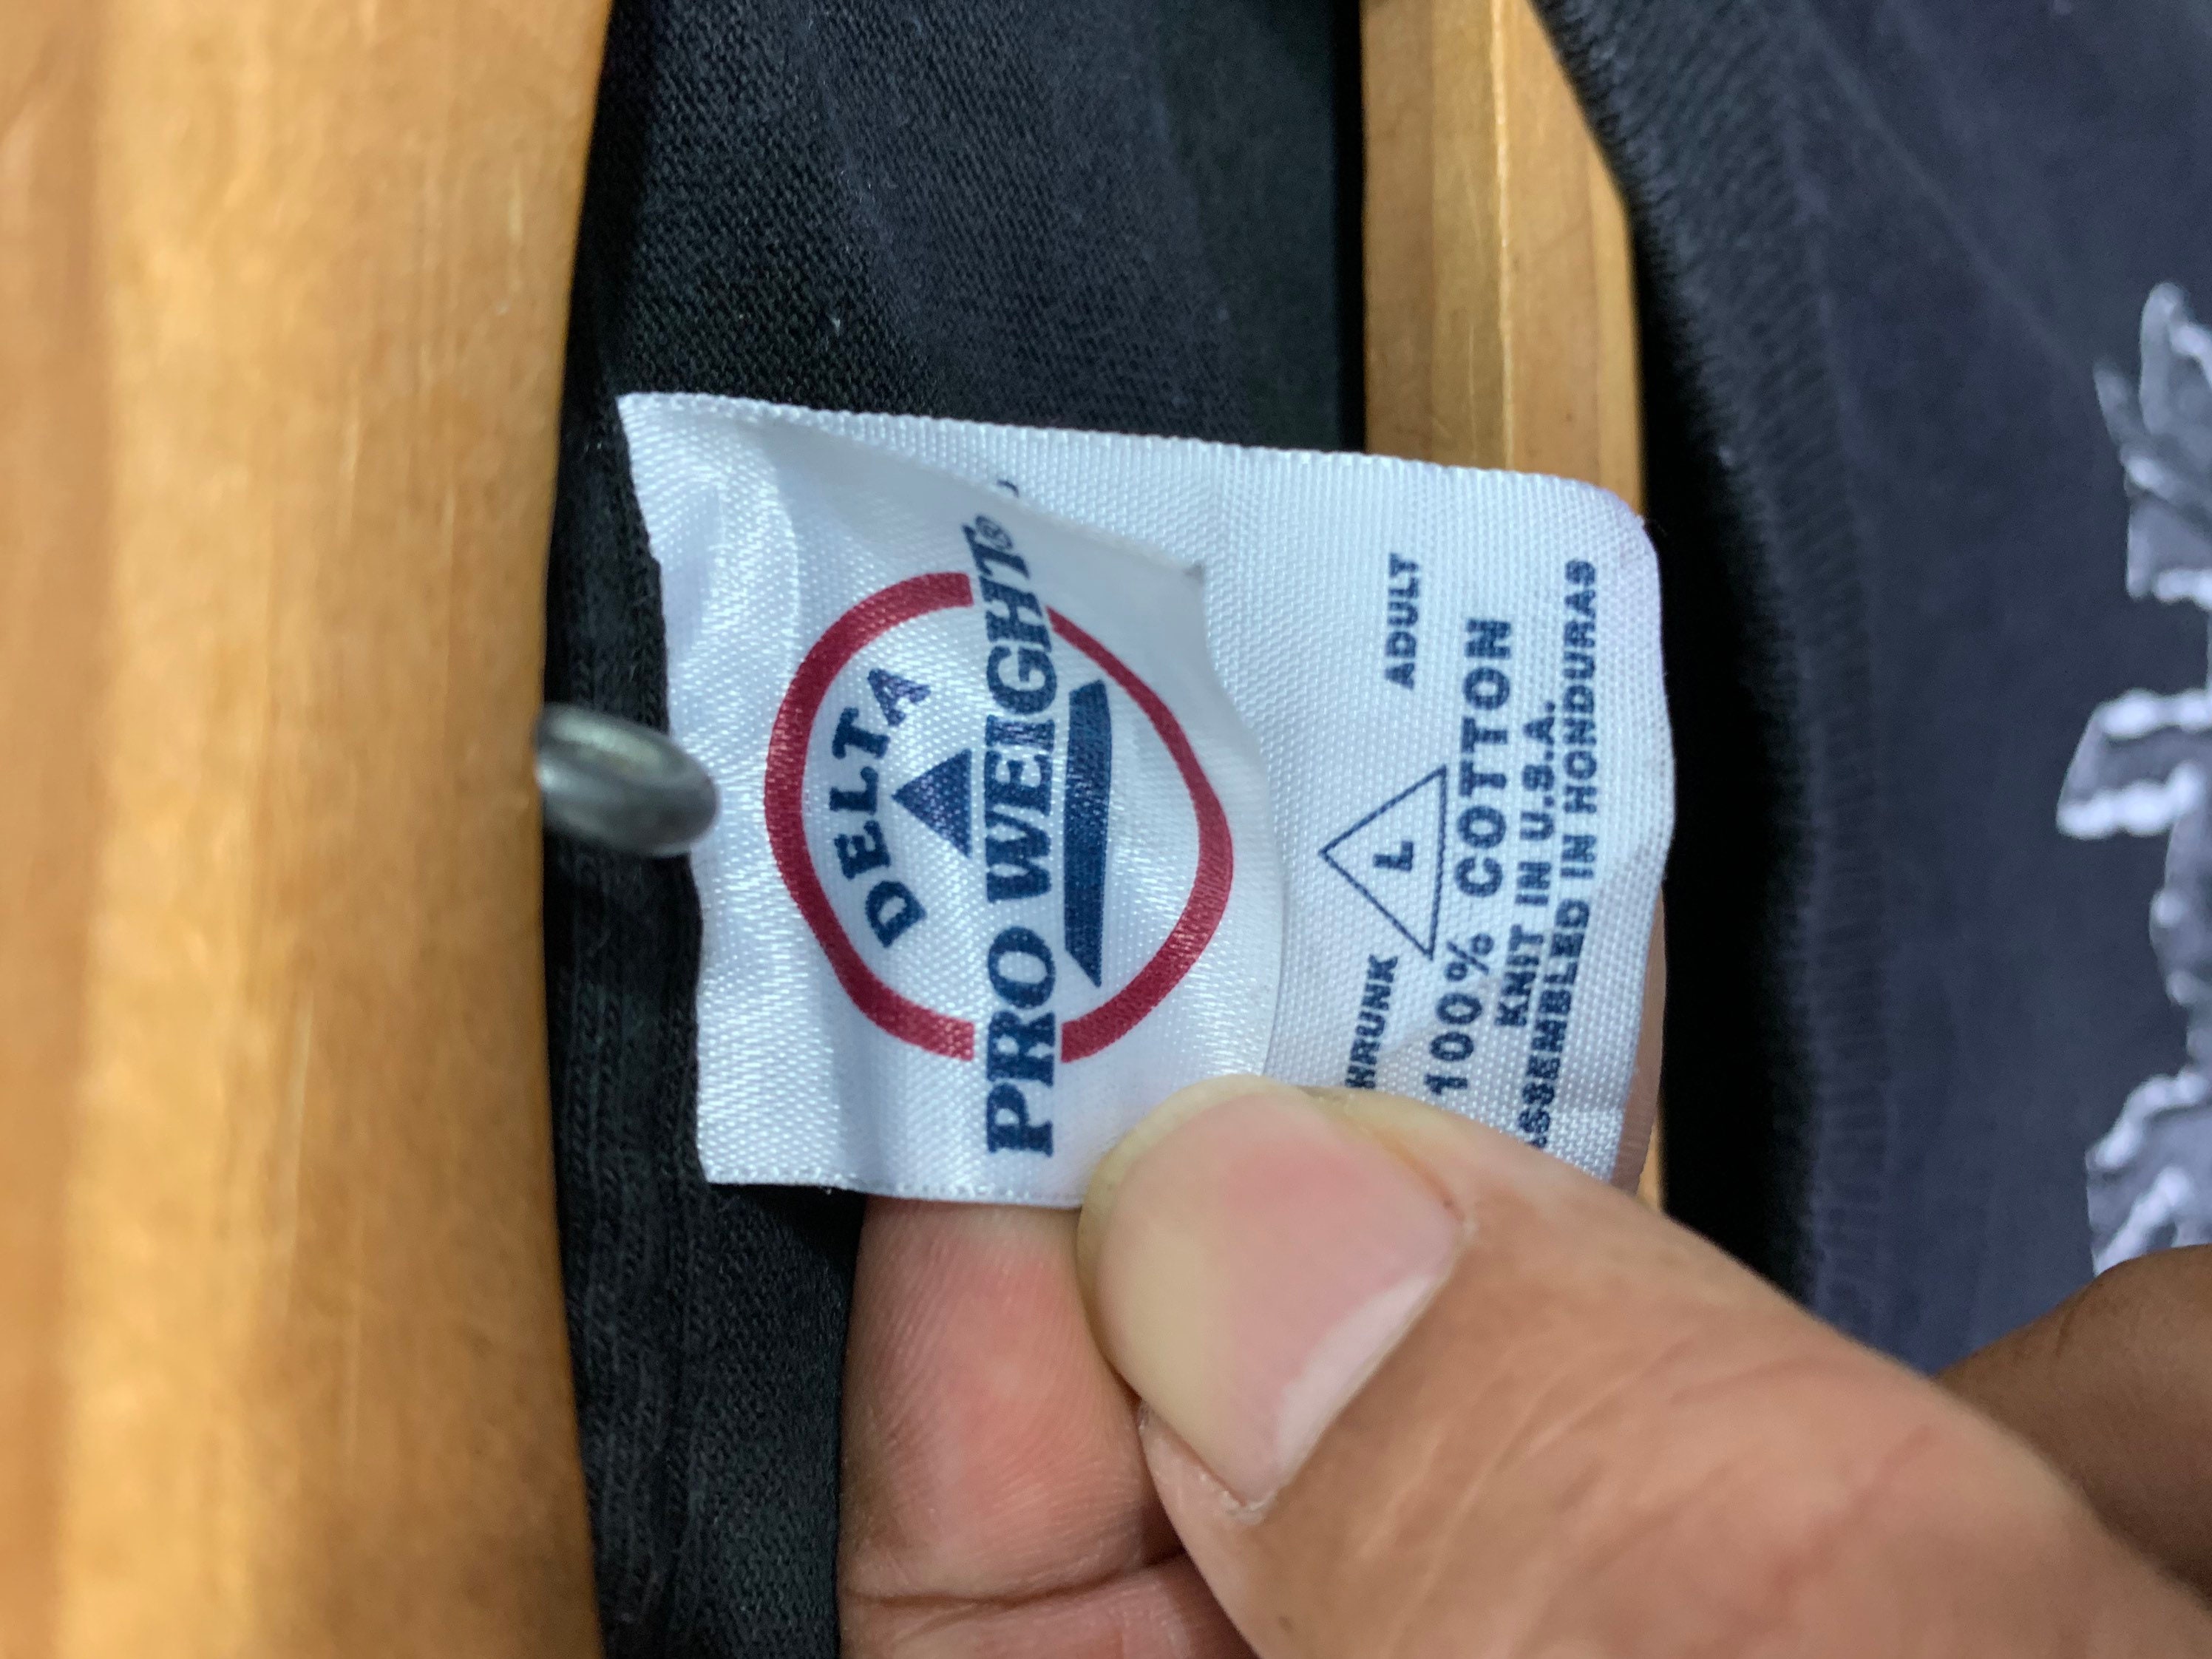 DELTA
PRO WEIGHT®
ADULT
L
100% COTTON
KNIT IN U.S.A.
ASSEMBLED IN HONDURAS